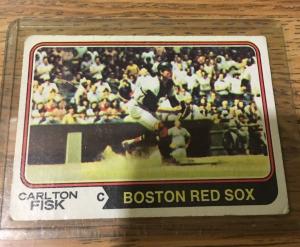 CARLTON
FISK
C
BOSTON RED SOX